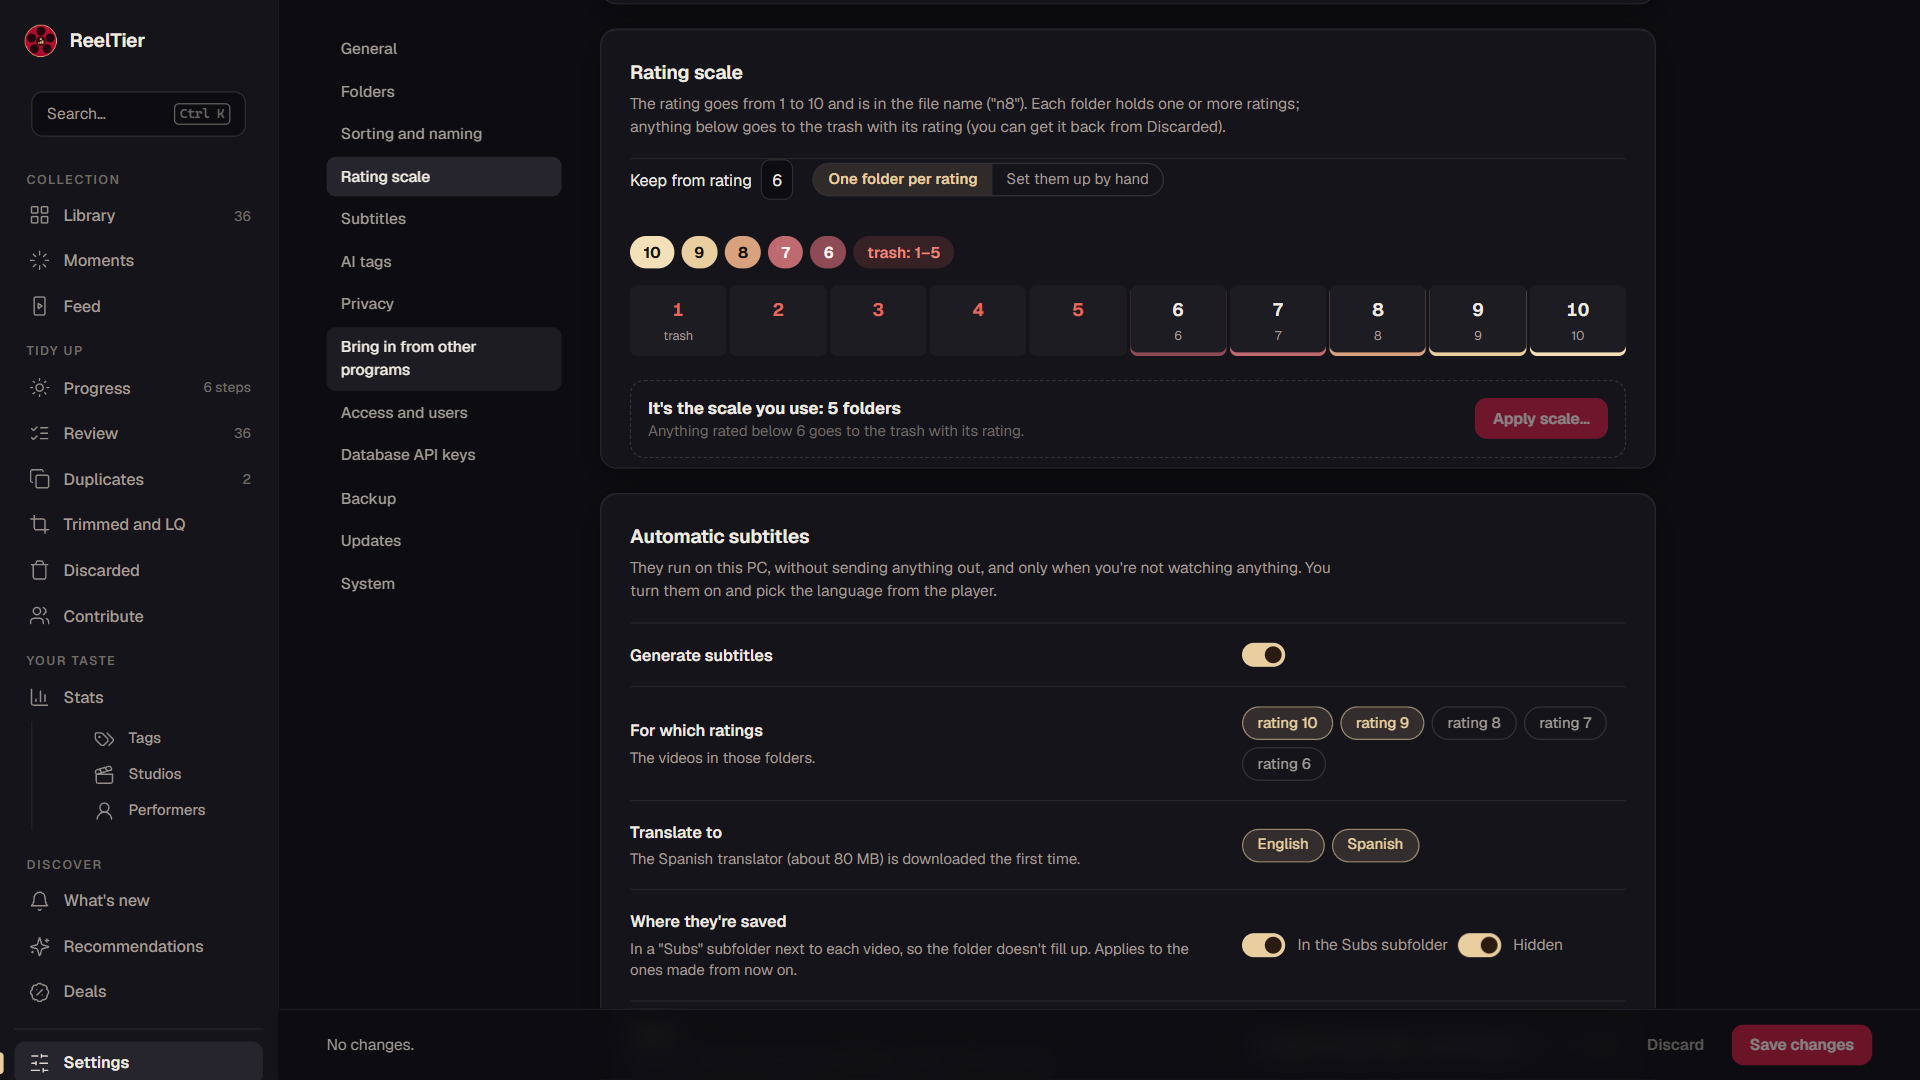 ReelTier
Search...
Ctrl K
COLLECTION
Library
36
Moments
Feed
TIDY UP
Progress
6 steps
Review
36
Duplicates
2
Trimmed and LQ
Discarded
Contribute
YOUR TASTE
Stats
Tags
Studios
Performers
DISCOVER
What's new
Recommendations
Deals
Settings
General
Folders
Sorting and naming
Rating scale
Subtitles
AI tags
Privacy
Bring in from other
programs
Access and users
Database API keys
Backup
Updates
System
Rating scale
The rating goes from 1 to 10 and is in the file name ("n8"). Each folder holds one or more ratings;
anything below goes to the trash with its rating (you can get it back from Discarded).
Keep from rating
6
One folder per rating
Set them up by hand
10
9
8
7
6
trash: 1–5
1
trash
2
3
4
5
6
6
7
7
8
8
9
9
10
10
It's the scale you use: 5 folders
Anything rated below 6 goes to the trash with its rating.
Apply scale...
Automatic subtitles
They run on this PC, without sending anything out, and only when you're not watching anything. You
turn them on and pick the language from the player.
Generate subtitles
For which ratings
The videos in those folders.
rating 10
rating 9
rating 8
rating 7
rating 6
Translate to
The Spanish translator (about 80 MB) is downloaded the first time.
English
Spanish
Where they're saved
In a "Subs" subfolder next to each video, so the folder doesn't fill up. Applies to the
ones made from now on.
In the Subs subfolder
Hidden
No changes.
Discard
Save changes